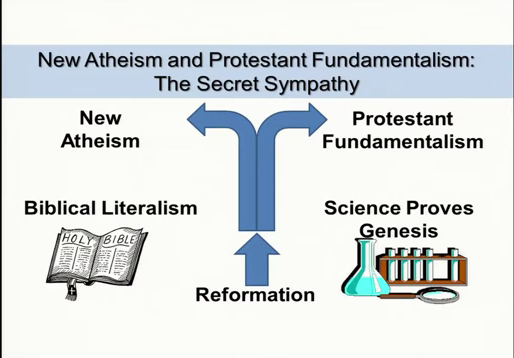 New Atheism and Protestant Fundamentalism:
The Secret Sympathy
New
Atheism
Protestant
Fundamentalism
Biblical Literalism
Science Proves
Genesis
HOLY BIBLE
Reformation